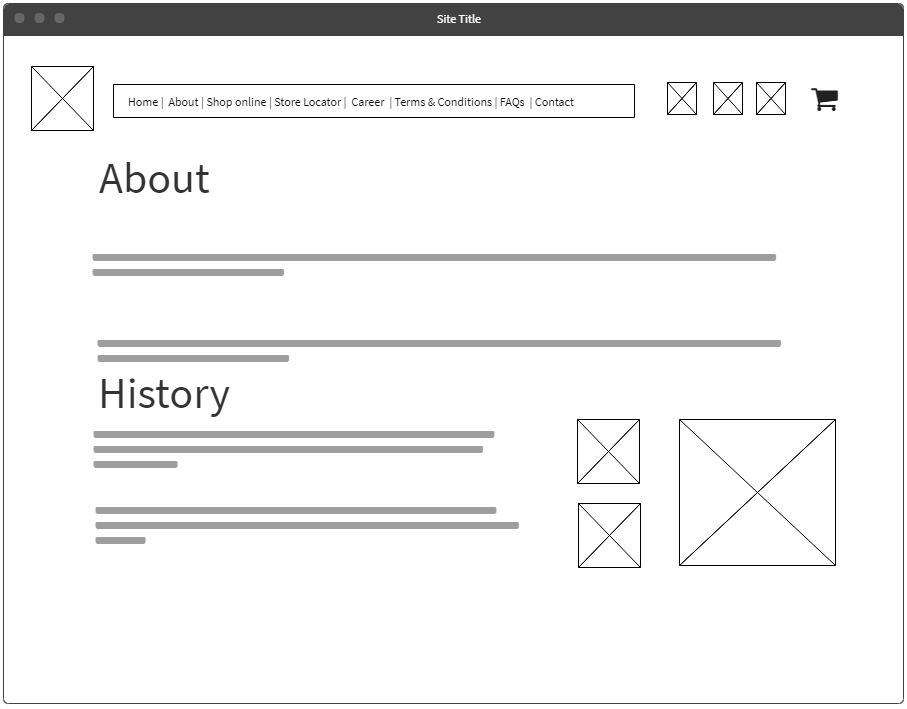 Site Title
Home | About | Shop online | Store Locator | Career | Terms & Conditions | FAQs | Contact
About
History